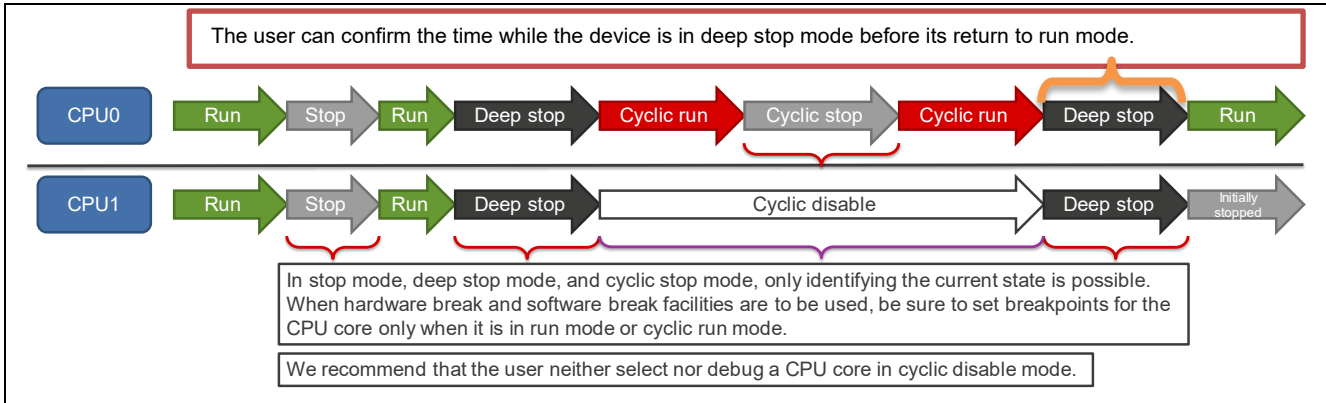 The user can confirm the time while the device is in deep stop mode before its return to run mode.
CPU0
Run
Stop
Run
Deep stop
Cyclic run
Cyclic stop
Cyclic run
Deep stop
Run
CPU1
Run
Stop
Run
Deep stop
Cyclic disable
Deep stop
Initially
stopped
In stop mode, deep stop mode, and cyclic stop mode, only identifying the current state is possible.
When hardware break and software break facilities are to be used, be sure to set breakpoints for the
CPU core only when it is in run mode or cyclic run mode.
We recommend that the user neither select nor debug a CPU core in cyclic disable mode.